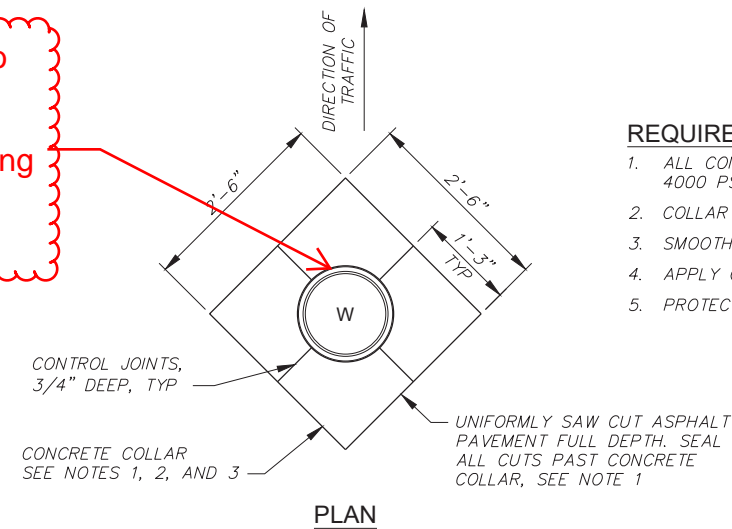 ng
DIRECTION OF
TRAFFIC
2'-6"
2'-6"
1'-3"
TYP
W
CONTROL JOINTS,
3/4" DEEP, TYP
CONCRETE COLLAR
SEE NOTES 1, 2, AND 3
UNIFORMLY SAW CUT ASPHALT
PAVEMENT FULL DEPTH. SEAL
ALL CUTS PAST CONCRETE
COLLAR, SEE NOTE 1
PLAN
REQUIRE
1. ALL CON
4000 PS
2. COLLAR
3. SMOOTH
4. APPLY
5. PROTEC